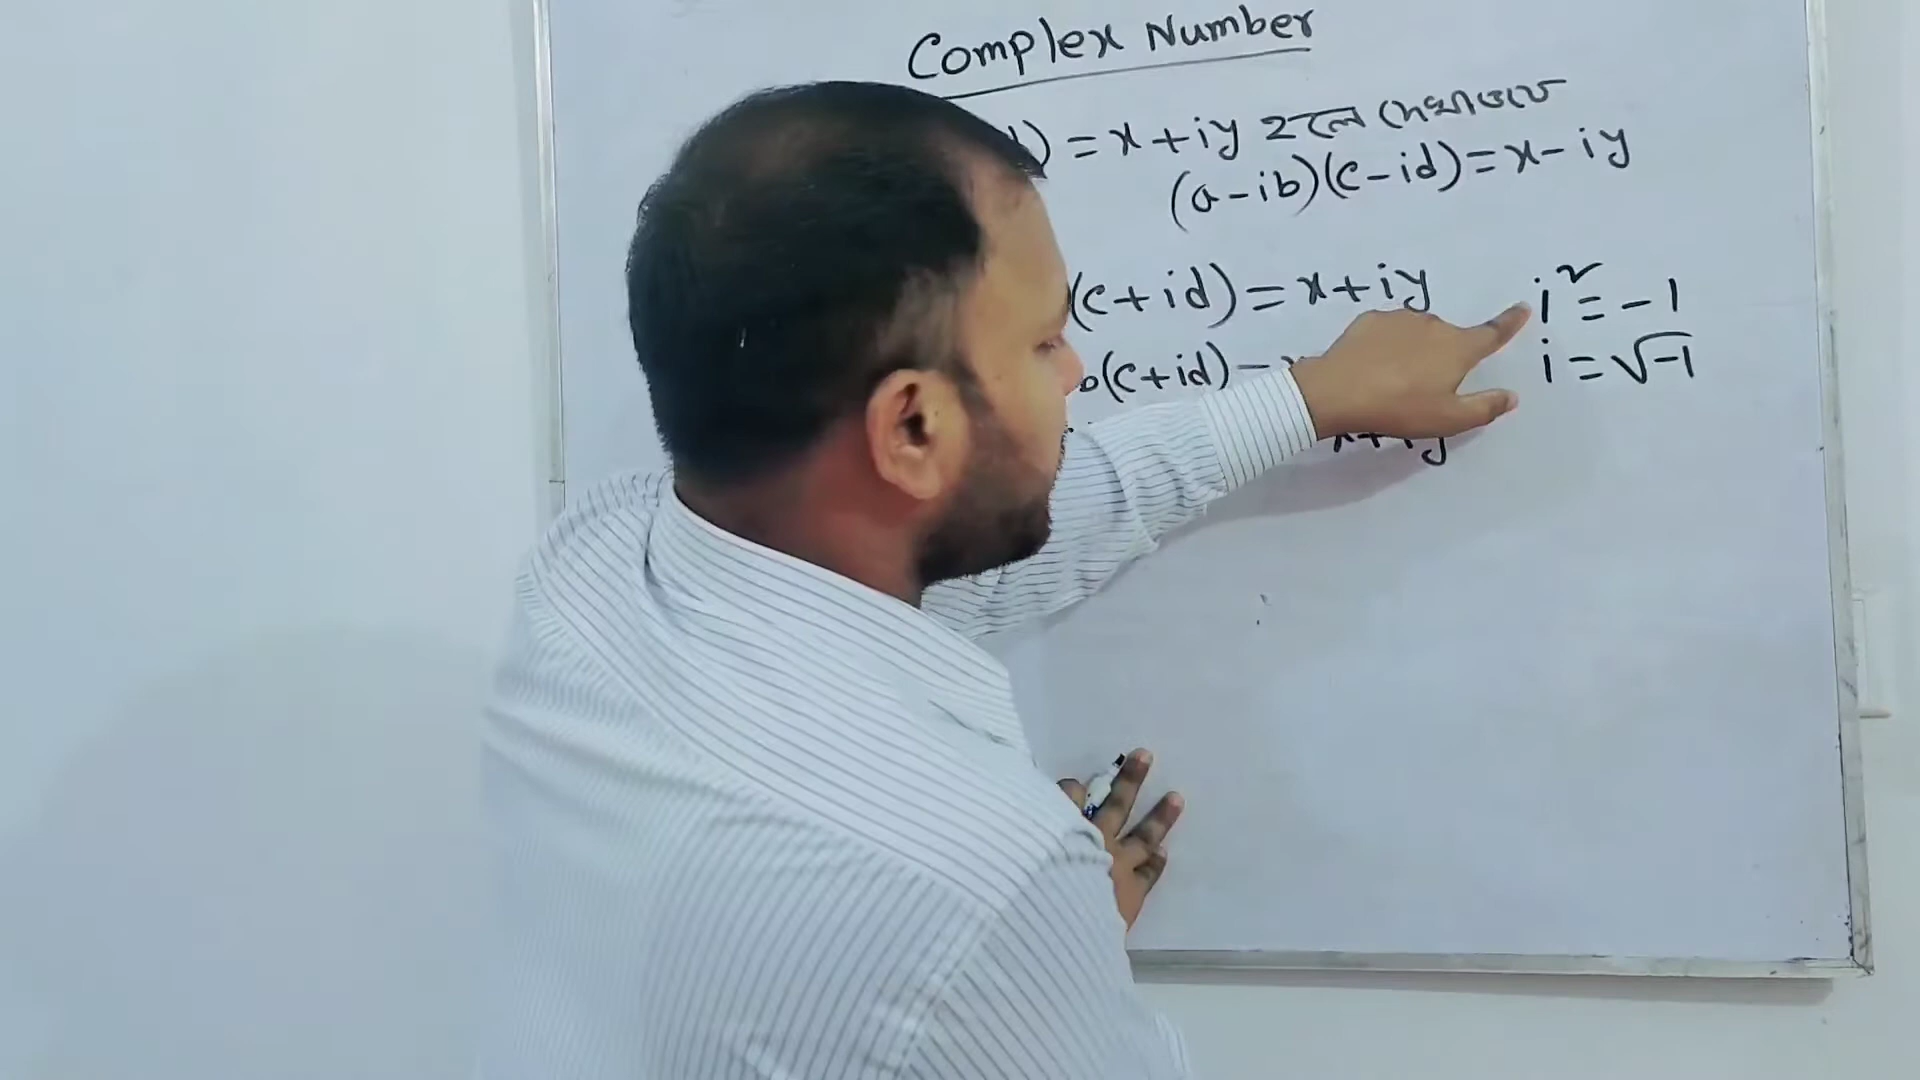 Complex Number
) = x + iy হলে দেখাও যে
(a - ib)(c - id) = x - iy
(c + id) = x + iy
i² = -1
b(c + id) =
i = √-1
x + iy